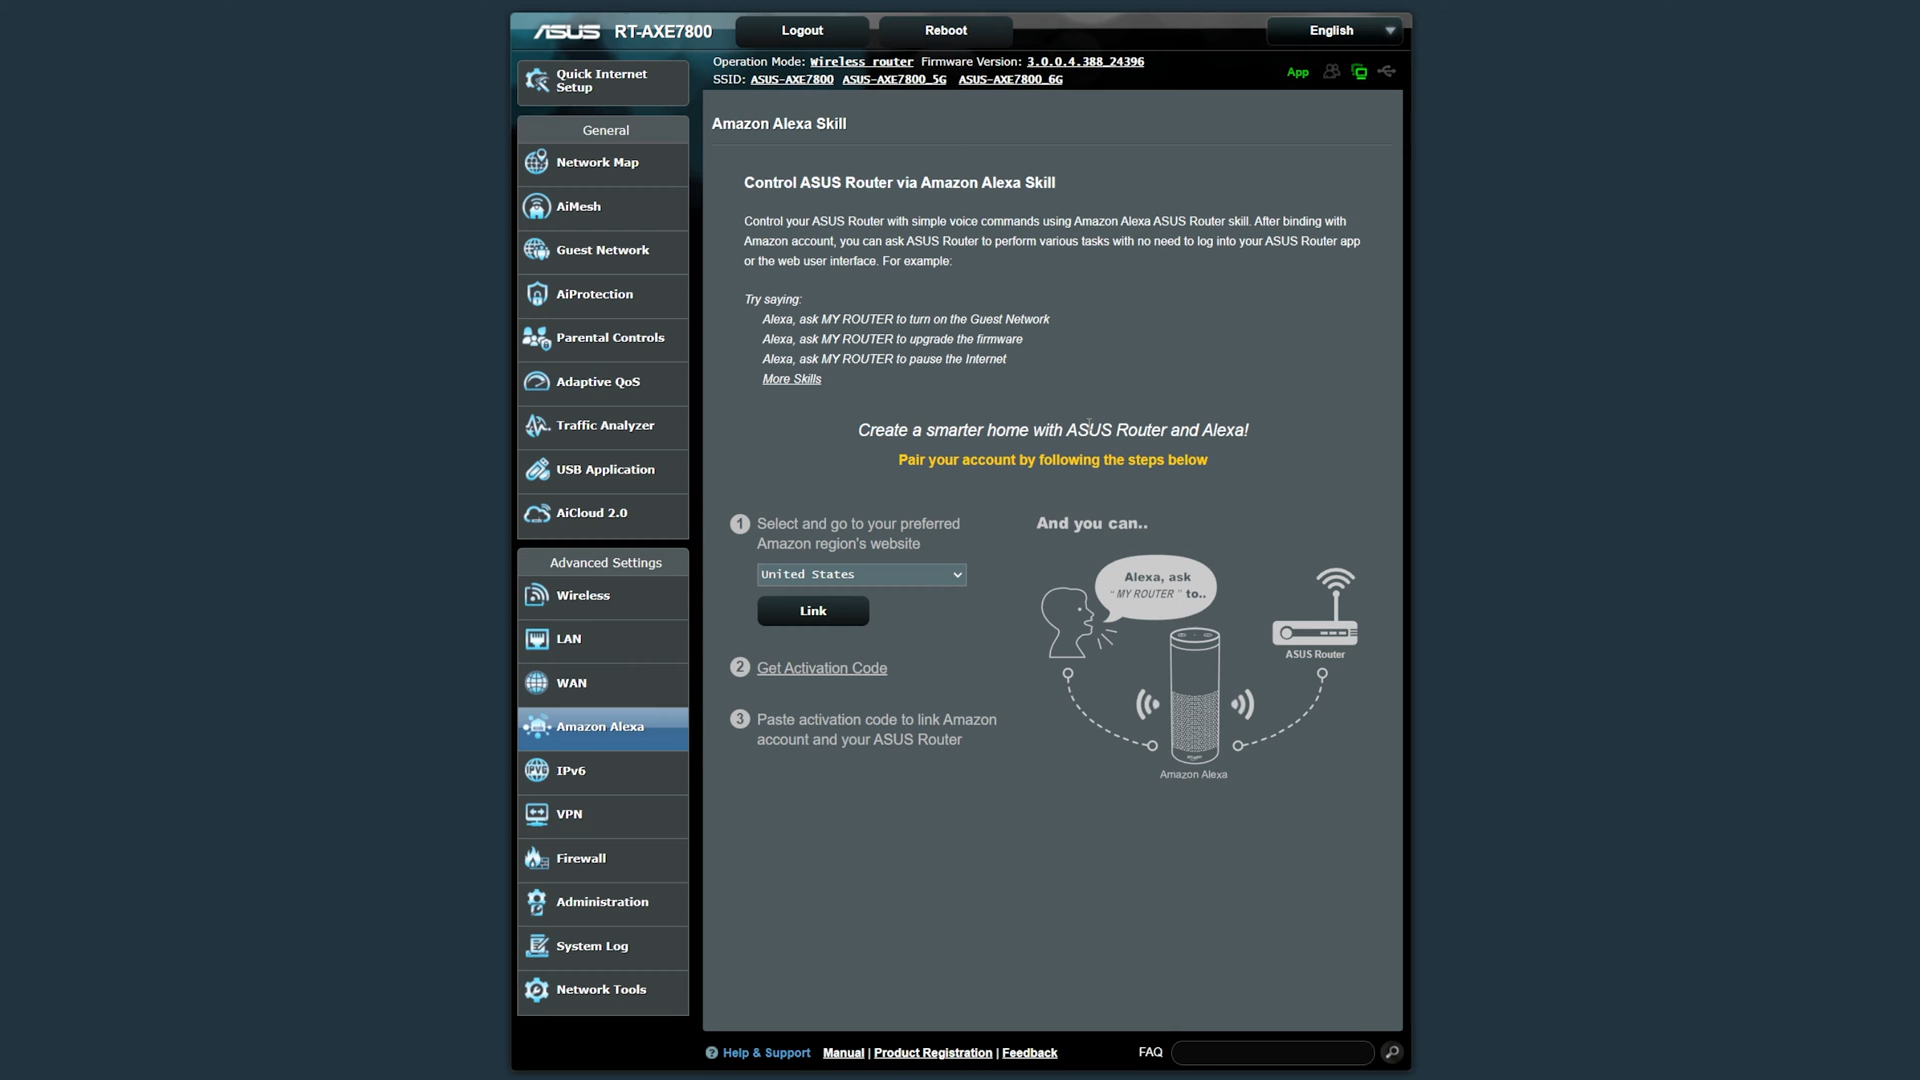 ASUS RT-AXE7800 Logout Reboot English
Operation Mode: Wireless router Firmware Version: 3.0.0.4.388_24396
SSID: ASUS-AXE7800 ASUS-AXE7800_5G ASUS-AXE7800_6G
App
Quick Internet
Setup
General
Network Map
AiMesh
Guest Network
AiProtection
Parental Controls
Adaptive QoS
Traffic Analyzer
USB Application
AiCloud 2.0
Advanced Settings
Wireless
LAN
WAN
Amazon Alexa
IPv6
VPN
Firewall
Administration
System Log
Network Tools
Amazon Alexa Skill
Control ASUS Router via Amazon Alexa Skill
Control your ASUS Router with simple voice commands using Amazon Alexa ASUS Router skill. After binding with
Amazon account, you can ask ASUS Router to perform various tasks with no need to log into your ASUS Router app
or the web user interface. For example:
Try saying:
Alexa, ask MY ROUTER to turn on the Guest Network
Alexa, ask MY ROUTER to upgrade the firmware
Alexa, ask MY ROUTER to pause the Internet
More Skills
Create a smarter home with ASUS Router and Alexa!
Pair your account by following the steps below
1 Select and go to your preferred
Amazon region's website
United States
Link
2 Get Activation Code
3 Paste activation code to link Amazon
account and your ASUS Router
And you can..
Alexa, ask
"MY ROUTER" to..
ASUS Router
Amazon Alexa
? Help & Support Manual | Product Registration | Feedback FAQ